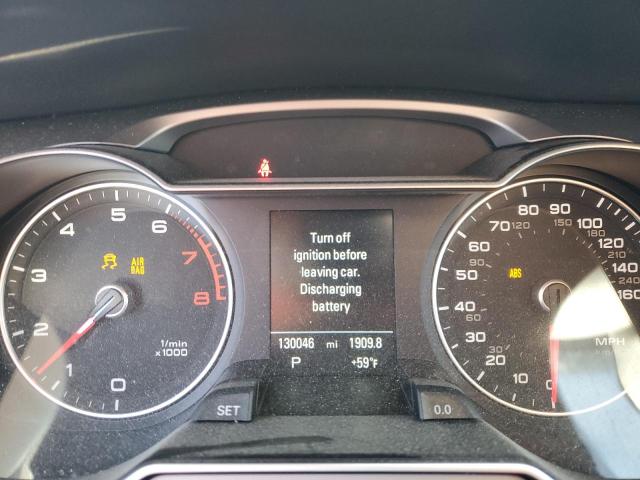 Turn off
ignition before
leaving car.
Discharging
battery
130046 mi 1909.8
P +59°F
0 1 2 3 4 5 6 7 8
AIR
BAG
1/min
x1000
SET
0.0
ABS
0 10 20 30 50 60 70 80 90 100 120 140 160
30 60 90 120 150 180 210 240
MPH